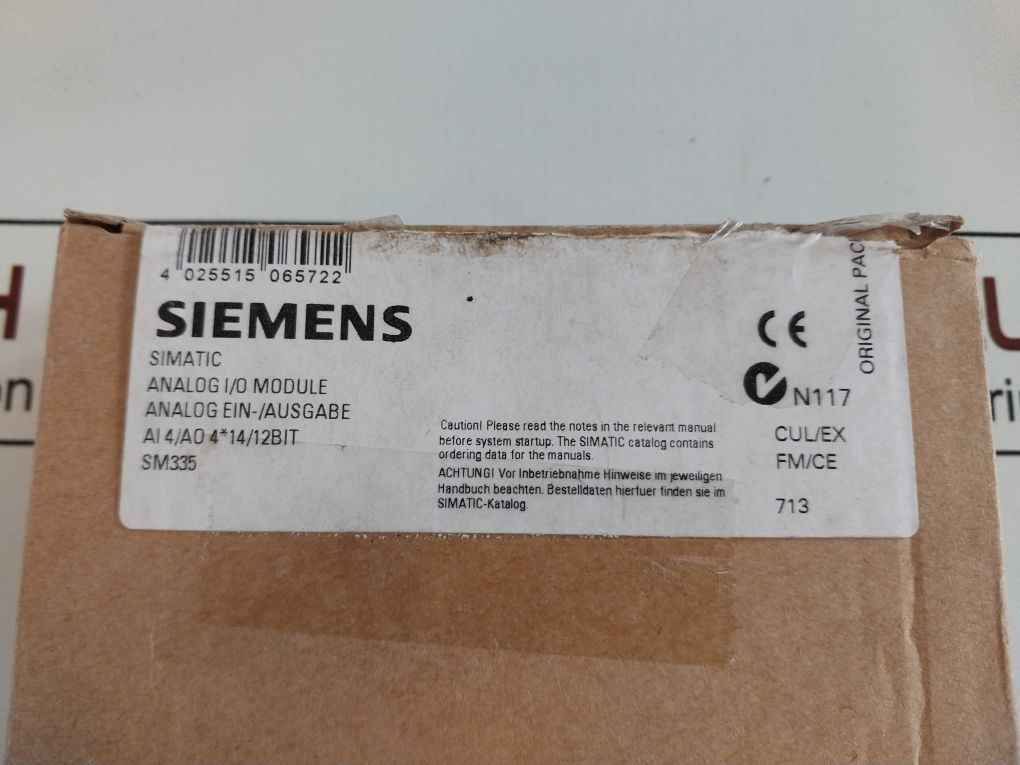 4 025515 065722
SIEMENS
SIMATIC
ANALOG I/O MODULE
ANALOG EIN-/AUSGABE
AI 4/AO 4*14/12BIT
SM335
Caution! Please read the notes in the relevant manual
before system startup. The SIMATIC catalog contains
ordering data for the manuals.
ACHTUNG! Vor Inbetriebnahme Hinweise im jeweiligen
Handbuch beachten. Bestelldaten hierfuer finden sie im
SIMATIC-Katalog.
CE
N117
CUL/EX
FM/CE
713
ORIGINAL PAC